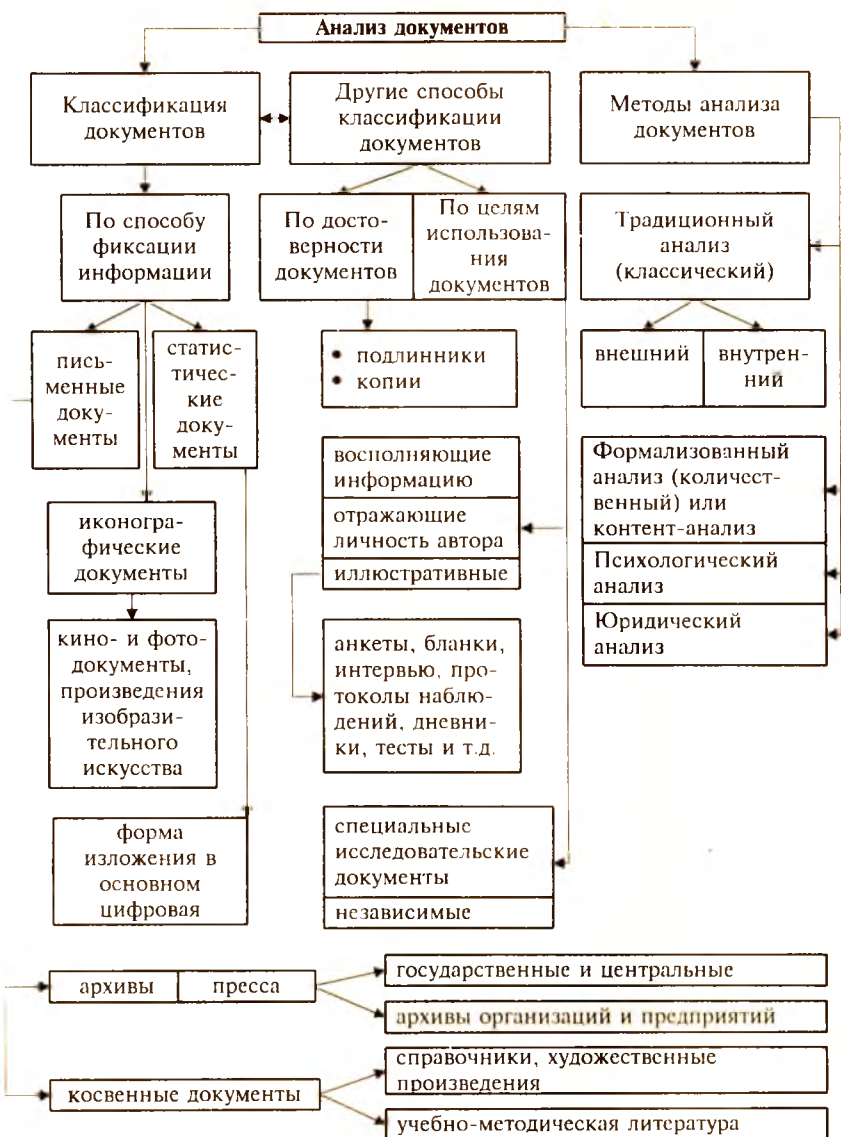 Анализ документов
Классификация
документов
Другие способы
классификации
документов
Методы анализа
документов
По способу
фиксации
информации
По досто-
верности
документов
По целям
использова-
ния
документов
Традиционный
анализ
(классический)
пись-
менные
доку-
менты
статис-
тичес-
кие
доку-
менты
• подлинники
• копии
внешний
внутрен-
ний
восполняющие
информацию
отражающие
личность автора
иллюстративные
Формализованный
анализ (количест-
венный) или
контент-анализ
Психологический
анализ
Юридический
анализ
иконогра-
фические
документы
кино- и фото-
документы,
произведения
изобрази-
тельного
искусства
анкеты, бланки,
интервью, про-
токолы наблю-
дений, дневни-
ки, тесты и т.д.
форма
изложения в
основном
цифровая
специальные
исследовательские
документы
независимые
архивы
пресса
государственные и центральные
архивы организаций и предприятий
косвенные документы
справочники, художественные
произведения
учебно-методическая литература